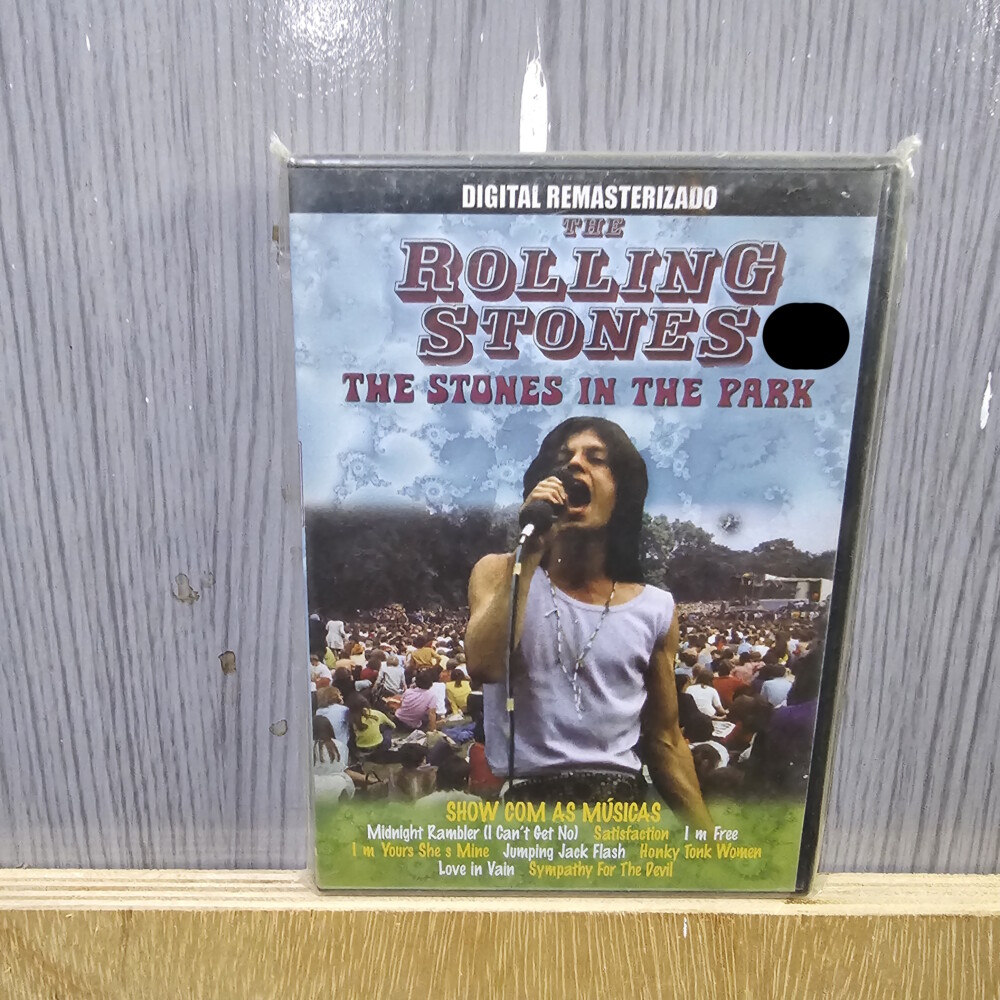 DIGITAL REMASTERIZADO
THE
ROLLING
STONES
THE STONES IN THE PARK
SHOW COM AS MÚSICAS
Midnight Rambler (I Can't Get No) Satisfaction I m Free
I m Yours She s Mine Jumping Jack Flash Honky Tonk Women
Love in Vain Sympathy For The Devil